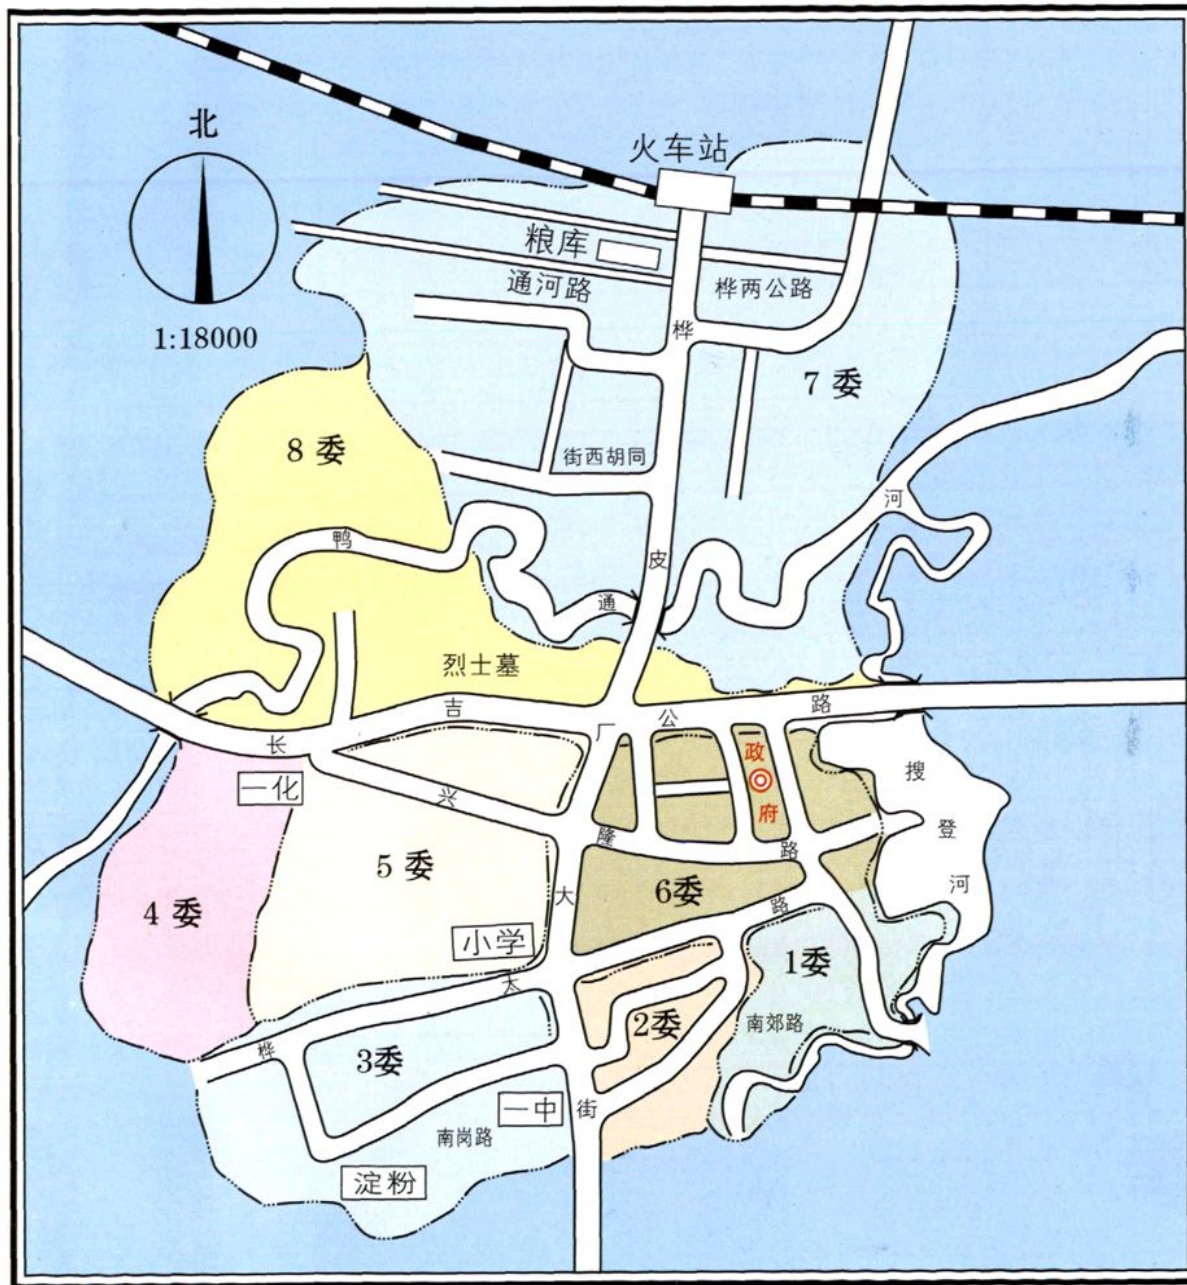 北
1:18000
火车站
粮库
通河路
桦两公路
桦
7 委
8 委
街西胡同
河
鸭
皮
通
烈士墓
吉
公
路
厂
长
政
府
搜
登
河
一化
兴
隆
路
5 委
6委
大
路
4 委
小学
1委
太
2委
南郊路
桦
3委
一中
街
南岗路
淀粉